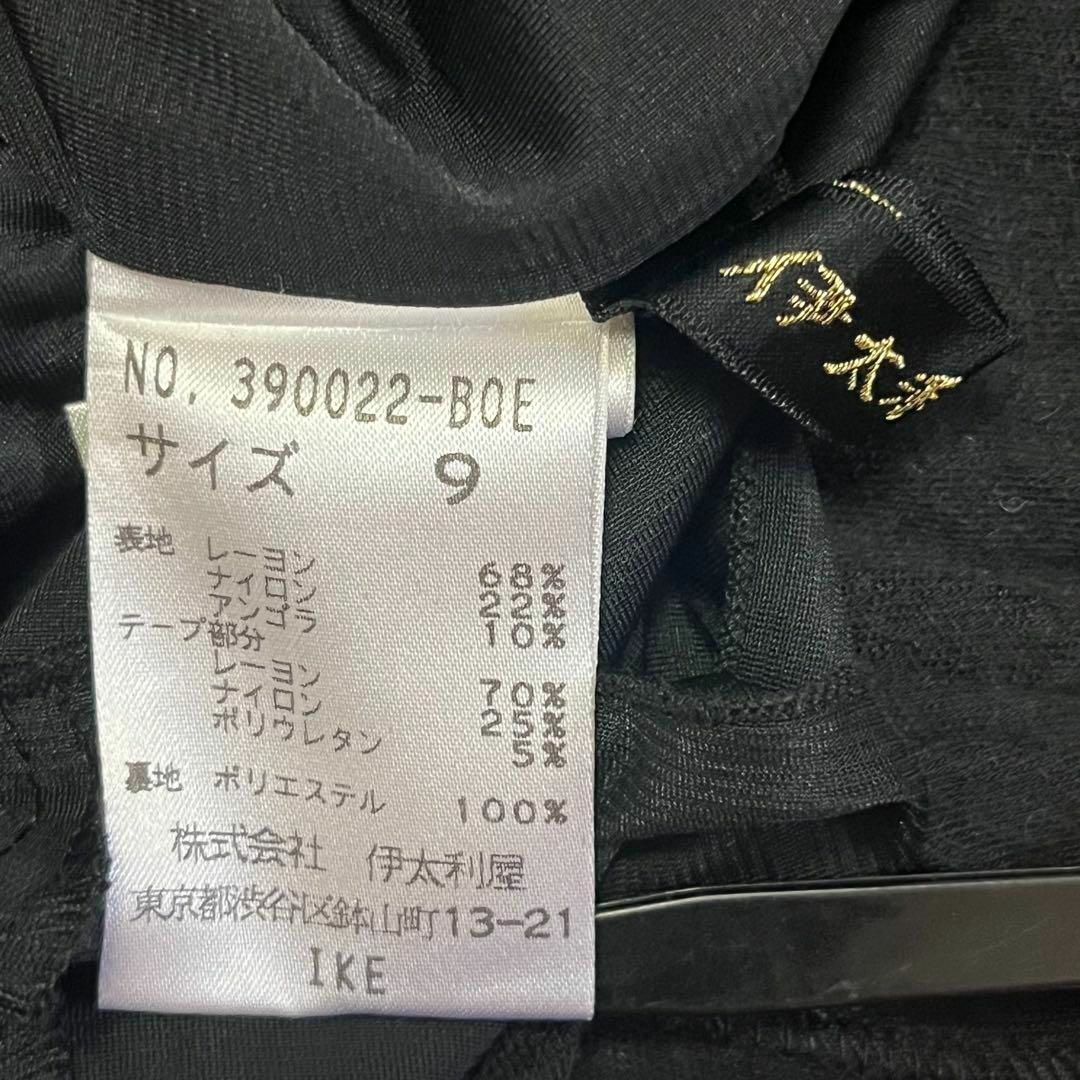 NO. 390022-BOE
サイズ 9
表地 レーヨン 68%
ナイロン 22%
アンゴラ 10%
テープ部分
レーヨン 70%
ナイロン 25%
ポリウレタン 5%
裏地 ポリエステル 100%
株式会社 伊太利屋
東京都渋谷区鉢山町13-21
IKE
伊太